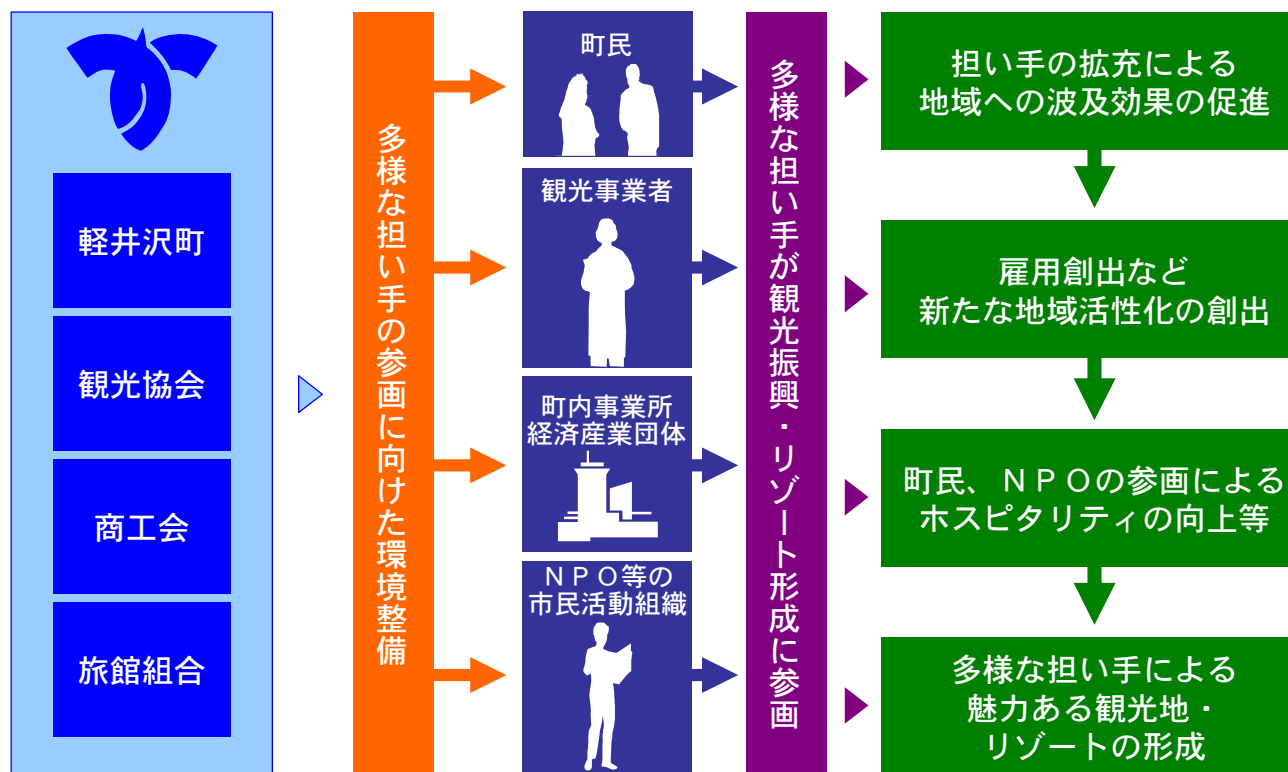 軽井沢町
観光協会
商工会
旅館組合
多様な担い手の参画に向けた環境整備
町民
観光事業者
町内事業所
経済産業団体
ＮＰＯ等の
市民活動組織
多様な担い手が観光振興・リゾート形成に参画
担い手の拡充による
地域への波及効果の促進
雇用創出など
新たな地域活性化の創出
町民、ＮＰＯの参画による
ホスピタリティの向上等
多様な担い手による
魅力ある観光地・
リゾートの形成